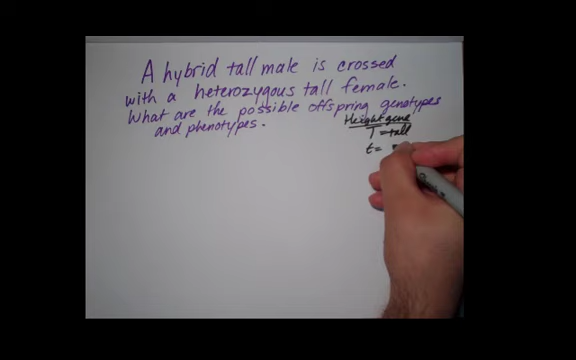 A hybrid tall male is crossed
with a heterozygous tall female.
What are the possible offspring genotypes
and phenotypes.
Height gene
T = tall
t =